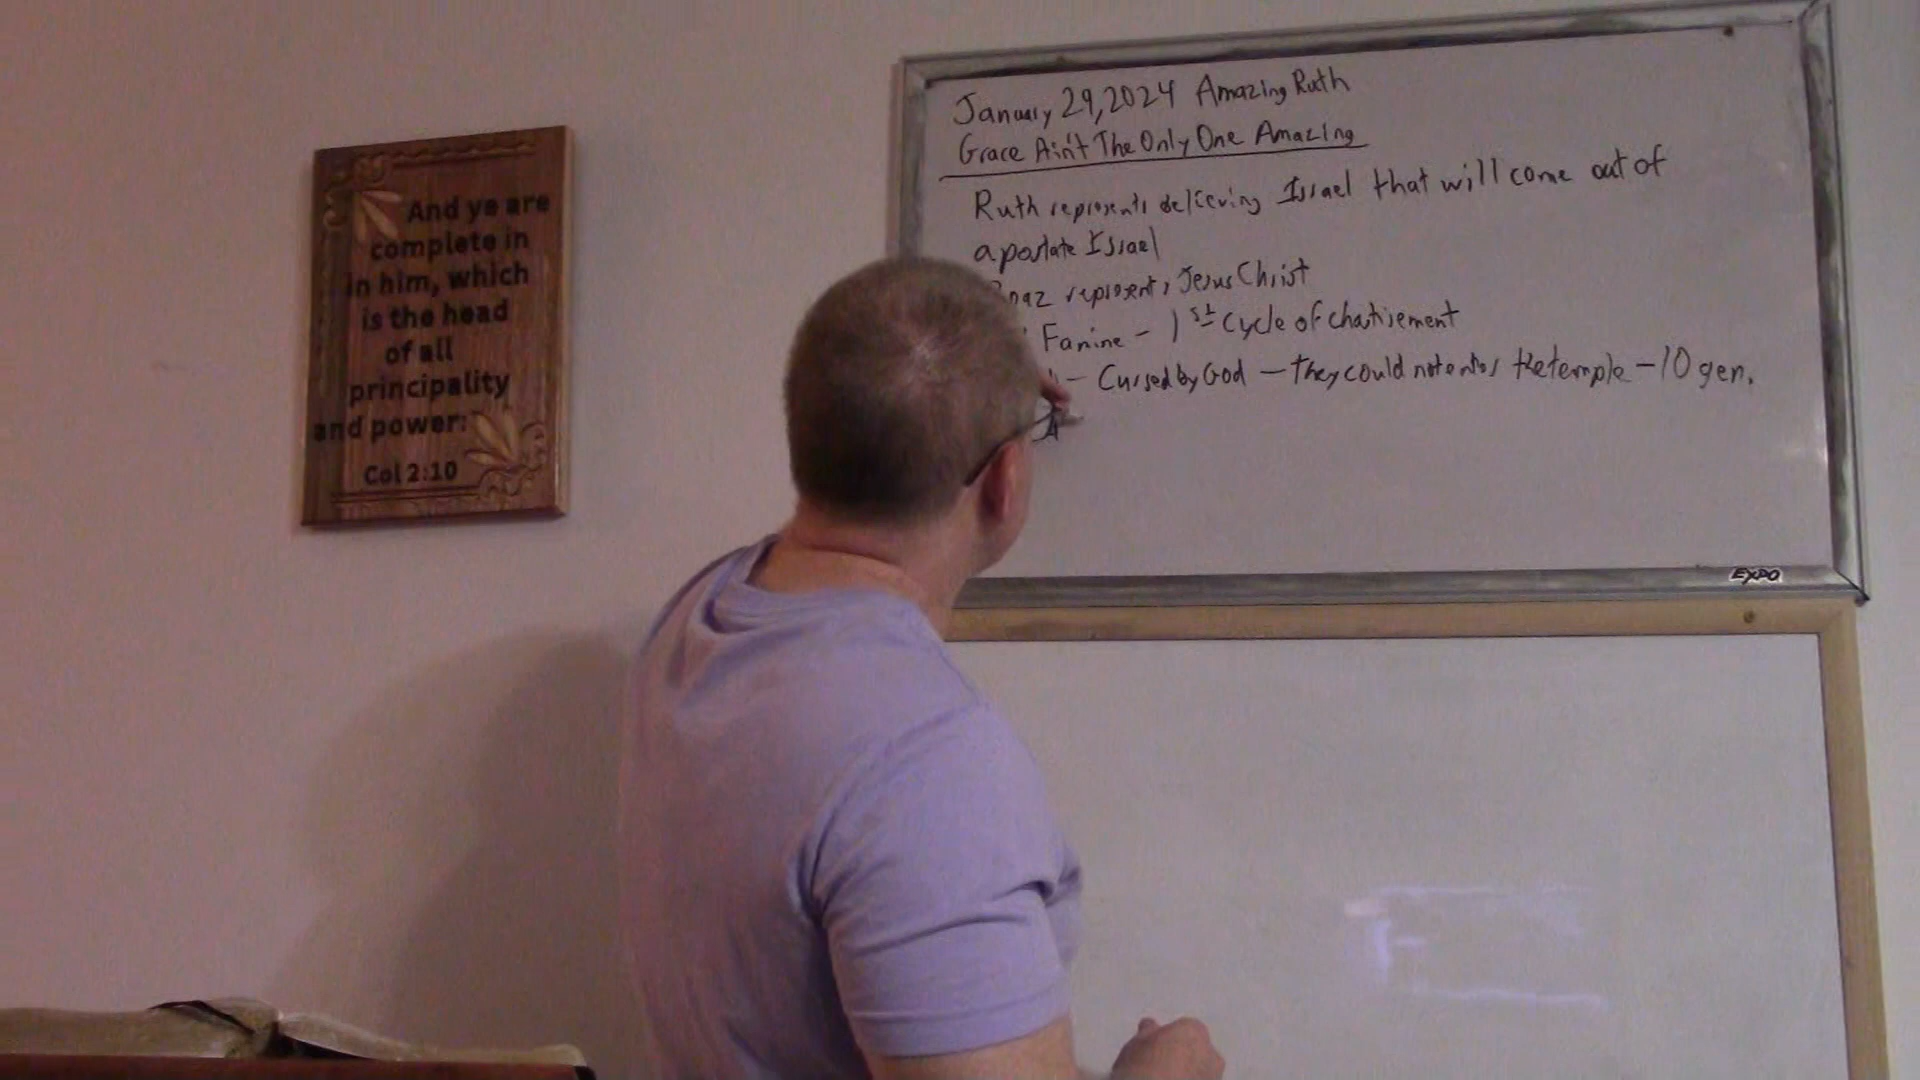 And ye are
complete in
in him, which
is the head
of all
principality
and power:
Col 2:10
January 29, 2024 Amazing Ruth
Grace Ain't The Only One Amazing
Ruth represents believing Israel that will come out of
apostate Israel
represents Jesus Christ
Famine - 1st Cycle of chastisement
- Cursed by God - they could not enter the temple - 10 gen.
EXPO